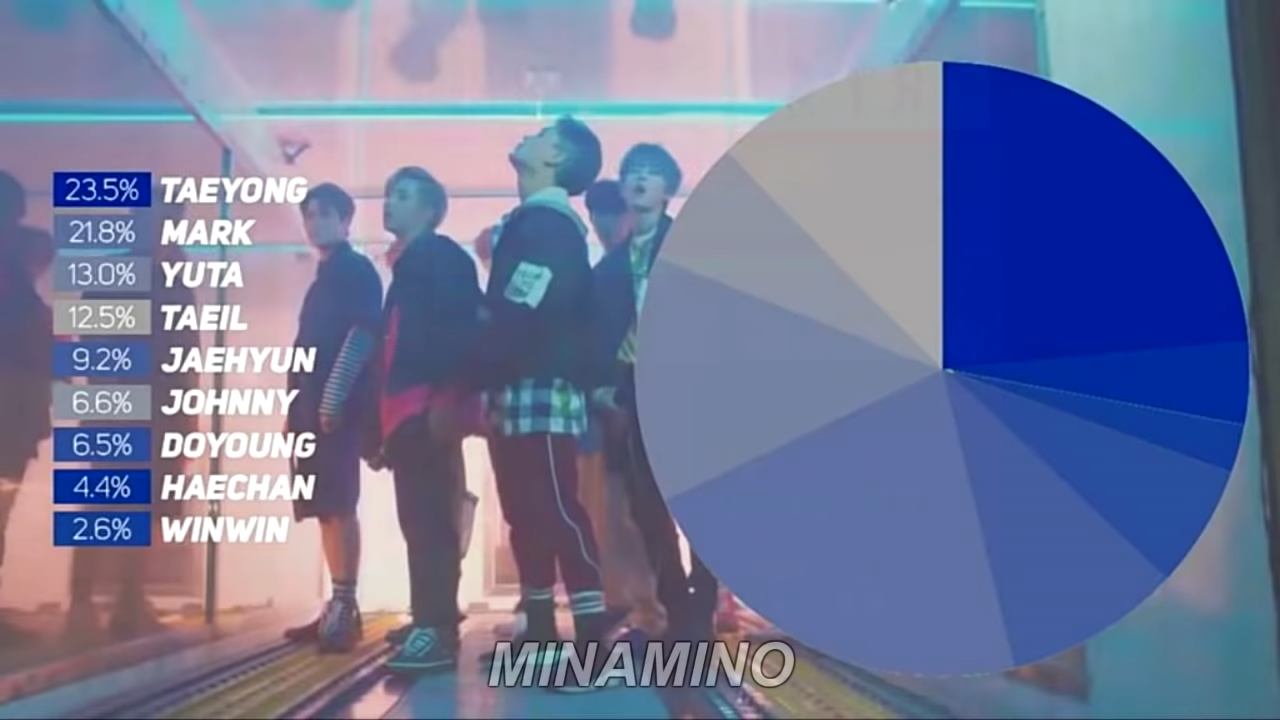 23.5% TAEYONG
21.8% MARK
13.0% YUTA
12.5% TAEIL
9.2% JAEHYUN
6.6% JOHNNY
6.5% DOYOUNG
4.4% HAECHAN
2.6% WINWIN
MINAMINO